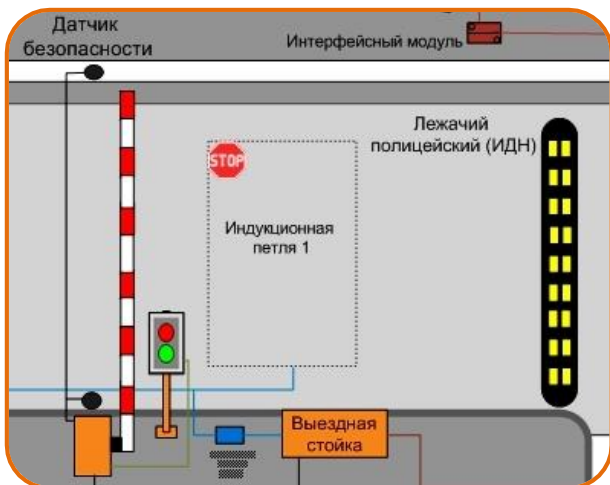 Датчик
безопасности
Интерфейсный модуль
Лежачий
полицейский (ИДН)
STOP
Индукционная
петля 1
Выездная
стойка